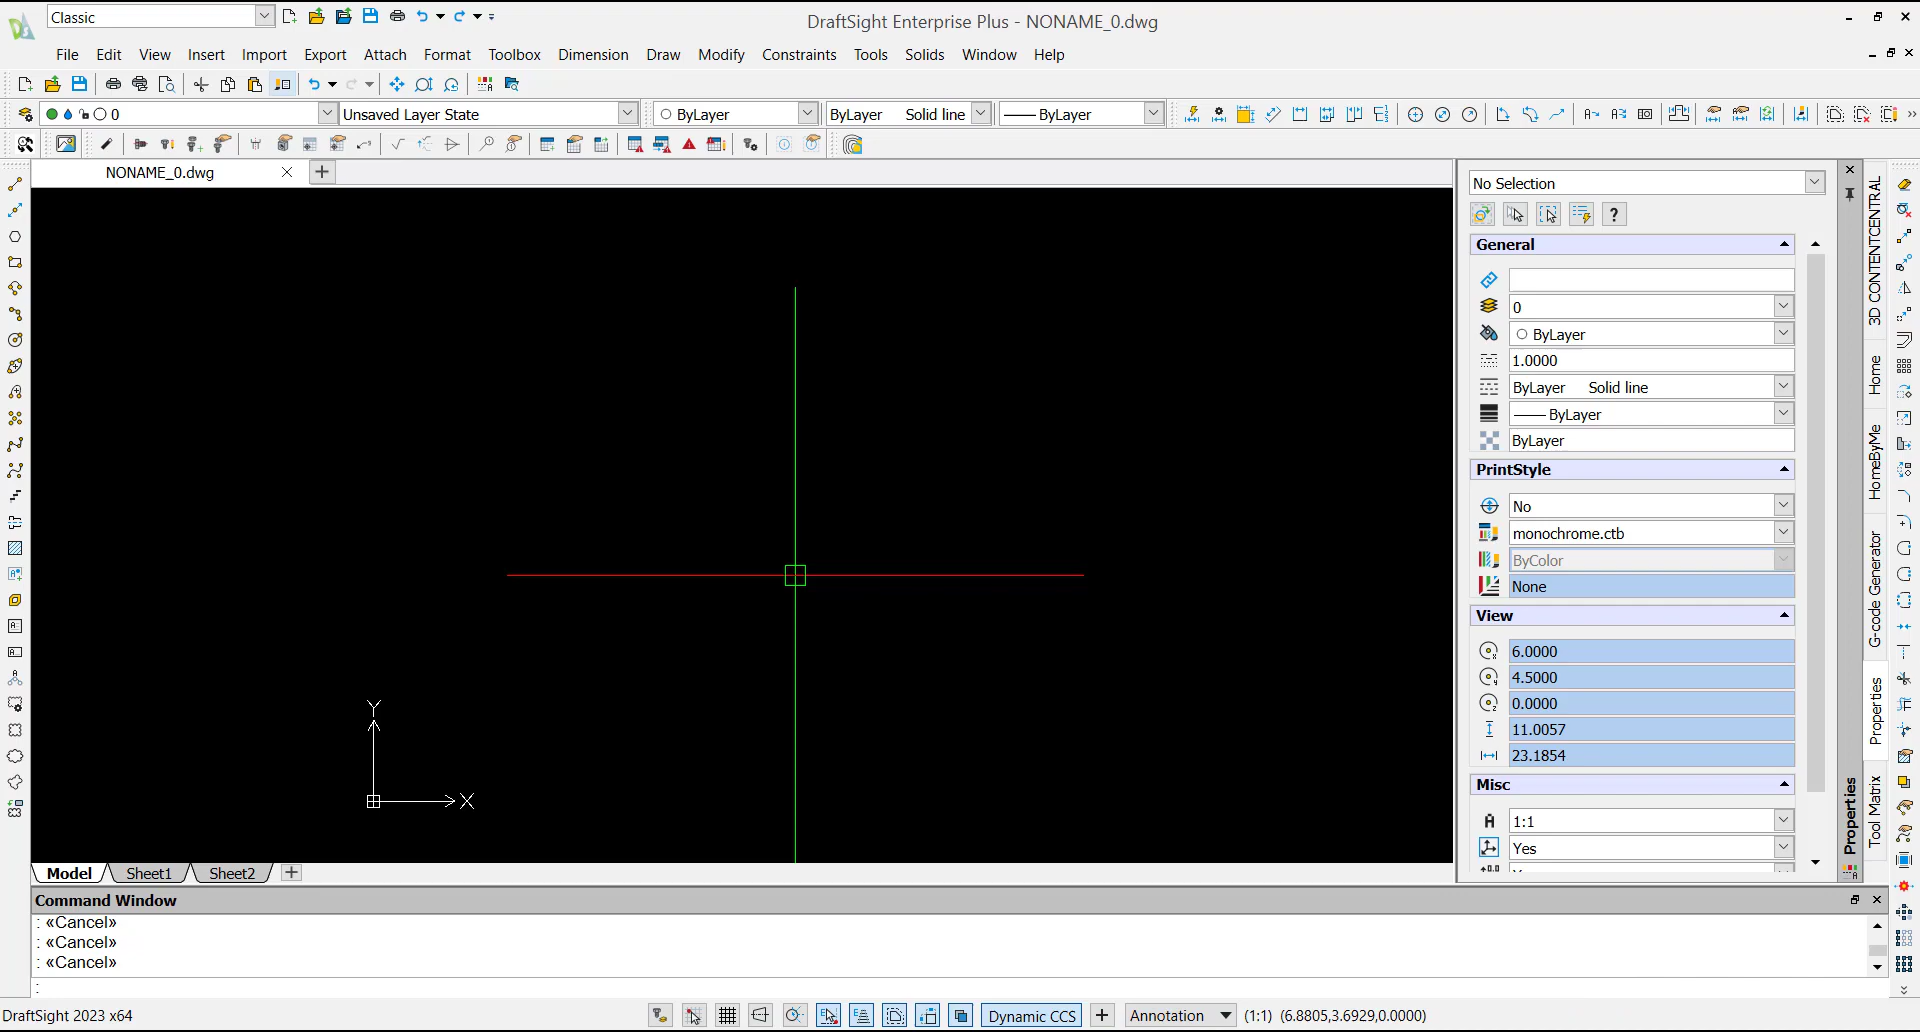 Classic
DraftSight Enterprise Plus - NONAME_0.dwg
File Edit View Insert Import Export Attach Format Toolbox Dimension Draw Modify Constraints Tools Solids Window Help
0 Unsaved Layer State ByLayer ByLayer Solid line ByLayer
NONAME_0.dwg
No Selection
General
0
ByLayer
1.0000
ByLayer Solid line
ByLayer
ByLayer
PrintStyle
No
monochrome.ctb
ByColor
None
View
6.0000
4.5000
0.0000
11.0057
23.1854
Misc
1:1
Yes
Properties
3D CONTENTCENTRAL
Home
HomeByMe
G-code Generator
Properties
Tool Matrix
Y
X
Model Sheet1 Sheet2
Command Window
: «Cancel»
: «Cancel»
: «Cancel»
:
DraftSight 2023 x64
Dynamic CCS
Annotation
(1:1) (6.8805,3.6929,0.0000)